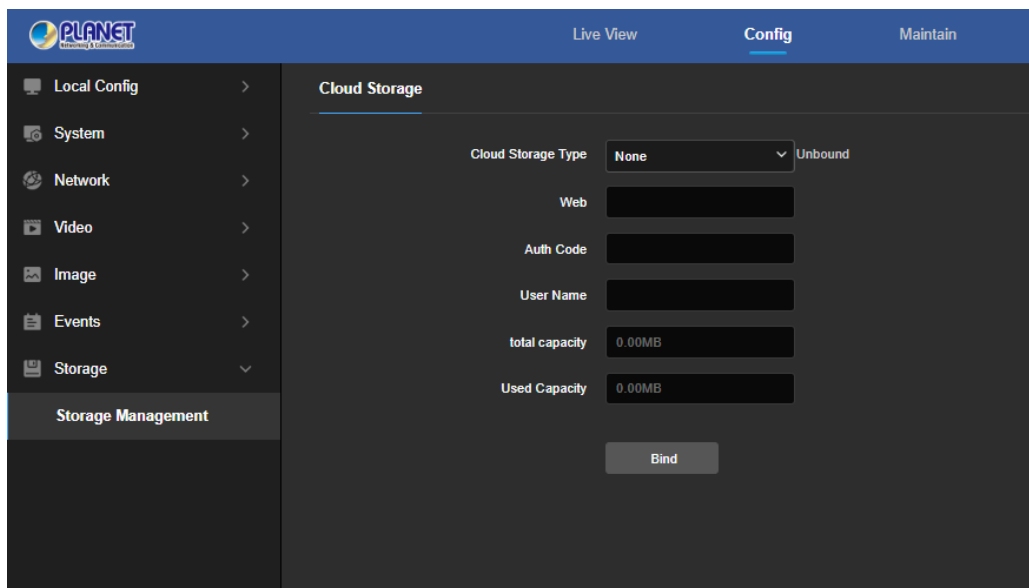 PLANET
Networking & Communication
Live View
Config
Maintain
Local Config
System
Network
Video
Image
Events
Storage
Storage Management
Cloud Storage
Cloud Storage Type None Unbound
Web
Auth Code
User Name
total capacity 0.00MB
Used Capacity 0.00MB
Bind